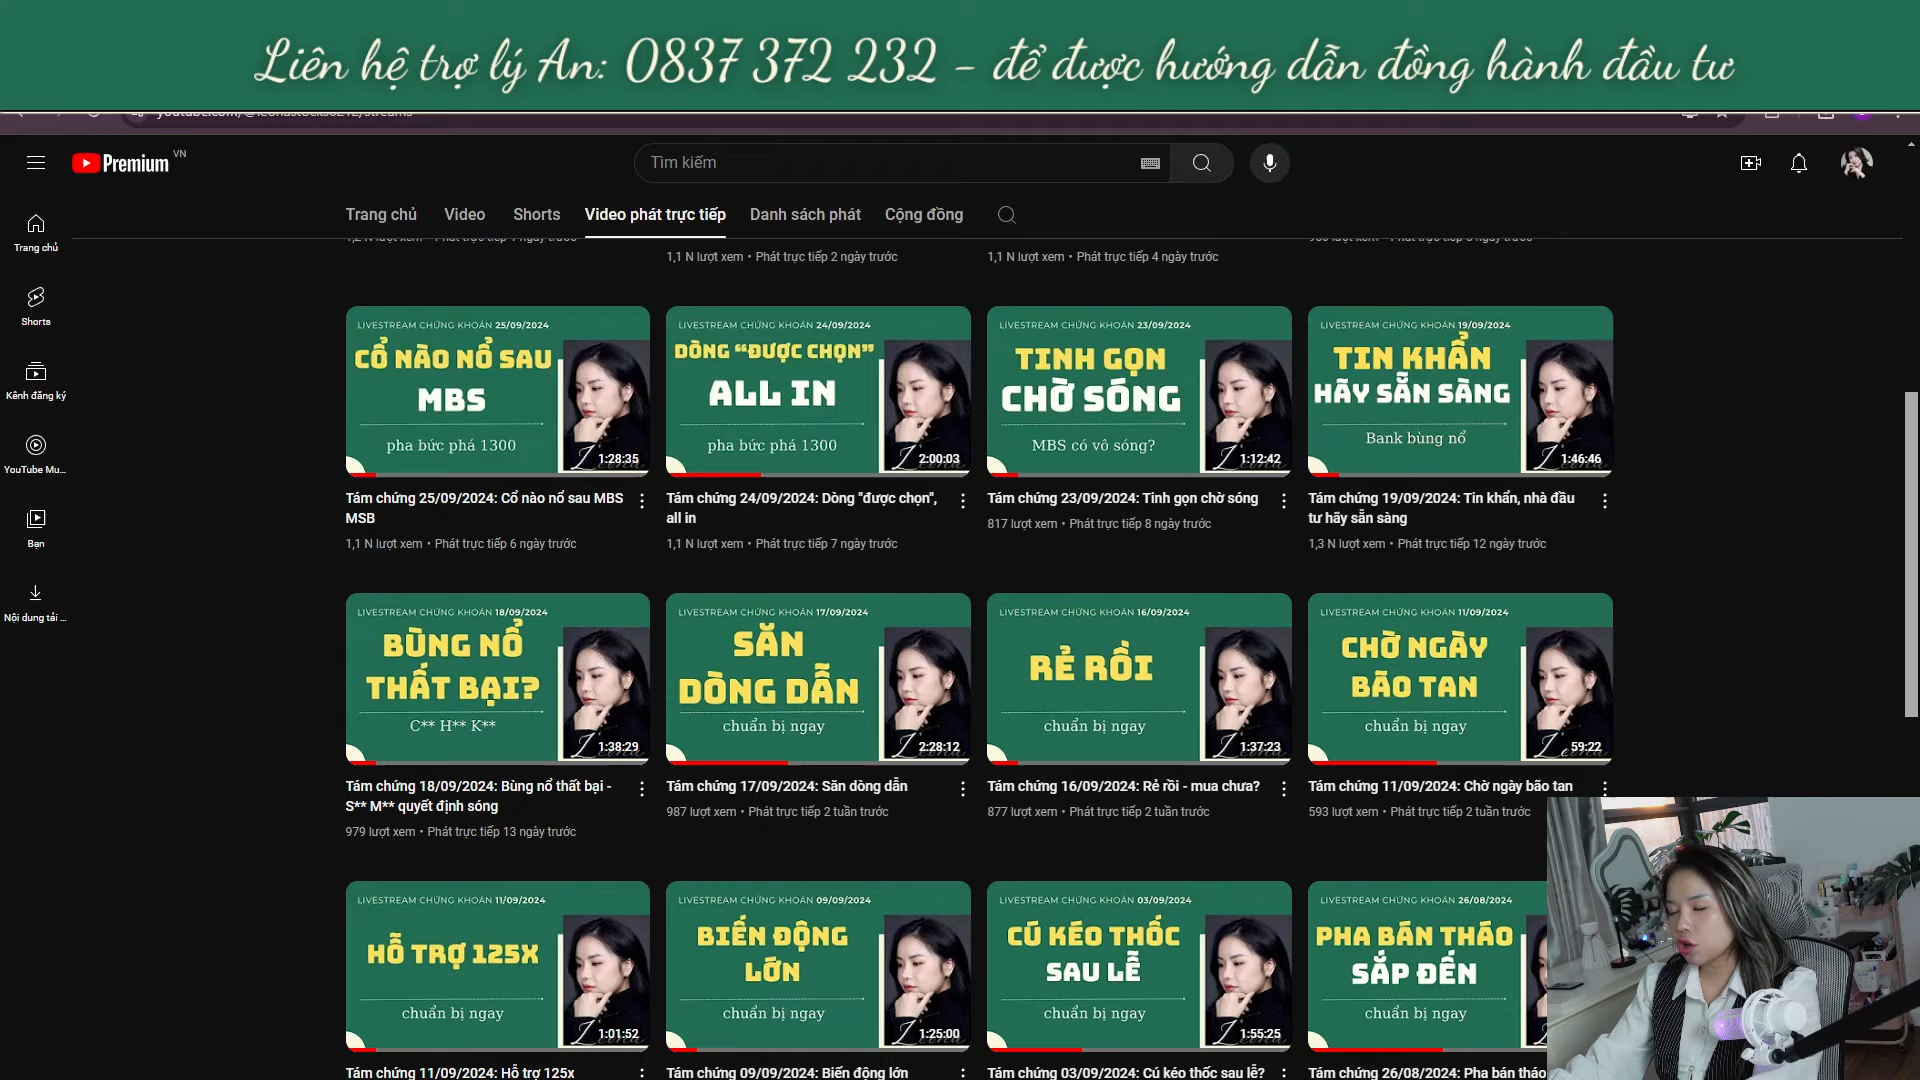 Liên hệ trợ lý An: 0837 372 232 - để được hướng dẫn đồng hành đầu tư
Premium VN
Tìm kiếm
Trang chủ Video Shorts Video phát trực tiếp Danh sách phát Cộng đồng
Trang chủ
Shorts
Kênh đăng ký
YouTube Mu...
Bạn
Nội dung tải ...
1,1 N lượt xem • Phát trực tiếp 2 ngày trước
1,1 N lượt xem • Phát trực tiếp 4 ngày trước
LIVESTREAM CHỨNG KHOÁN 25/09/2024
CỔ NÀO NỔ SAU
MBS
pha bức phá 1300
1:28:35
Tám chứng 25/09/2024: Cổ nào nổ sau MBS
MSB
1,1 N lượt xem • Phát trực tiếp 6 ngày trước
LIVESTREAM CHỨNG KHOÁN 24/09/2024
DÒNG “ĐƯỢC CHỌN”
ALL IN
pha bức phá 1300
2:00:03
Tám chứng 24/09/2024: Dòng "được chọn",
all in
1,1 N lượt xem • Phát trực tiếp 7 ngày trước
LIVESTREAM CHỨNG KHOÁN 23/09/2024
TINH GỌN
CHỜ SÓNG
MBS có vô sóng?
1:12:42
Tám chứng 23/09/2024: Tinh gọn chờ sóng
817 lượt xem • Phát trực tiếp 8 ngày trước
LIVESTREAM CHỨNG KHOÁN 19/09/2024
TIN KHẨN
HÃY SẴN SÀNG
Bank bùng nổ
1:46:46
Tám chứng 19/09/2024: Tin khẩn, nhà đầu
tư hãy sẵn sàng
1,3 N lượt xem • Phát trực tiếp 12 ngày trước
LIVESTREAM CHỨNG KHOÁN 18/09/2024
BÙNG NỔ
THẤT BẠI?
C** H** K**
1:38:29
Tám chứng 18/09/2024: Bùng nổ thất bại -
S** M** quyết định sóng
979 lượt xem • Phát trực tiếp 13 ngày trước
LIVESTREAM CHỨNG KHOÁN 17/09/2024
SĂN
DÒNG DẪN
chuẩn bị ngay
2:28:12
Tám chứng 17/09/2024: Săn dòng dẫn
987 lượt xem • Phát trực tiếp 2 tuần trước
LIVESTREAM CHỨNG KHOÁN 16/09/2024
RẺ RỒI
chuẩn bị ngay
1:37:23
Tám chứng 16/09/2024: Rẻ rồi - mua chưa?
877 lượt xem • Phát trực tiếp 2 tuần trước
LIVESTREAM CHỨNG KHOÁN 11/09/2024
CHỜ NGÀY
BÃO TAN
chuẩn bị ngay
Leona
59:22
Tám chứng 11/09/2024: Chờ ngày bão tan
593 lượt xem • Phát trực tiếp 2 tuần trước
LIVESTREAM CHỨNG KHOÁN 11/09/2024
HỖ TRỢ 125X
chuẩn bị ngay
1:01:52
Tám chứng 11/09/2024: Hỗ trợ 125x
LIVESTREAM CHỨNG KHOÁN 09/09/2024
BIẾN ĐỘNG
LỚN
chuẩn bị ngay
1:25:00
Tám chứng 09/09/2024: Biến động lớn
LIVESTREAM CHỨNG KHOÁN 03/09/2024
CÚ KÉO THỐC
SAU LỄ
chuẩn bị ngay
1:55:25
Tám chứng 03/09/2024: Cú kéo thốc sau lễ?
LIVESTREAM CHỨNG KHOÁN 26/08/2024
PHA BÁN THÁO
SẮP ĐẾN
chuẩn bị ngay
Tám chứng 26/08/2024: Pha bán tháo